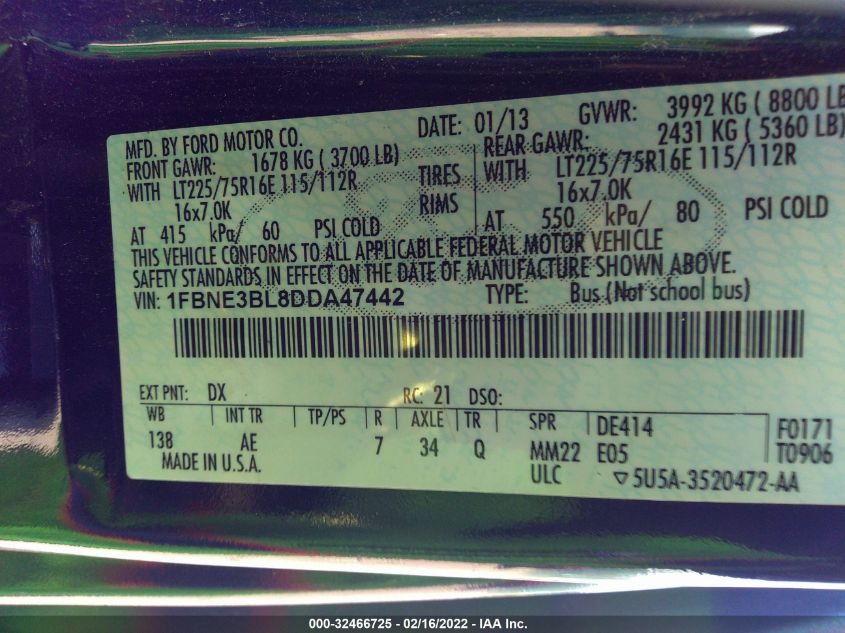 MFD. BY FORD MOTOR CO. DATE: 01/13 GVWR: 3992 KG ( 8800 LB
FRONT GAWR: 1678 KG ( 3700 LB) REAR GAWR: 2431 KG ( 5360 LB)
WITH LT225/75R16E 115/112R TIRES WITH LT225/75R16E 115/112R
16x7.0K RIMS 16x7.0K
AT 415 kPa/ 60 PSI COLD AT 550 kPa/ 80 PSI COLD
THIS VEHICLE CONFORMS TO ALL APPLICABLE FEDERAL MOTOR VEHICLE
SAFETY STANDARDS IN EFFECT ON THE DATE OF MANUFACTURE SHOWN ABOVE.
VIN: 1FBNE3BL8DDA47442 TYPE: Bus (Not school bus)
EXT PNT: DX RC: 21 DSO:
WB INT TR TP/PS R AXLE TR SPR DE414 F0171
138 AE 7 34 Q MM22 E05 T0906
MADE IN U.S.A. ULC ▽5U5A-3520472-AA
000-32466725 - 02/16/2022 - IAA Inc.